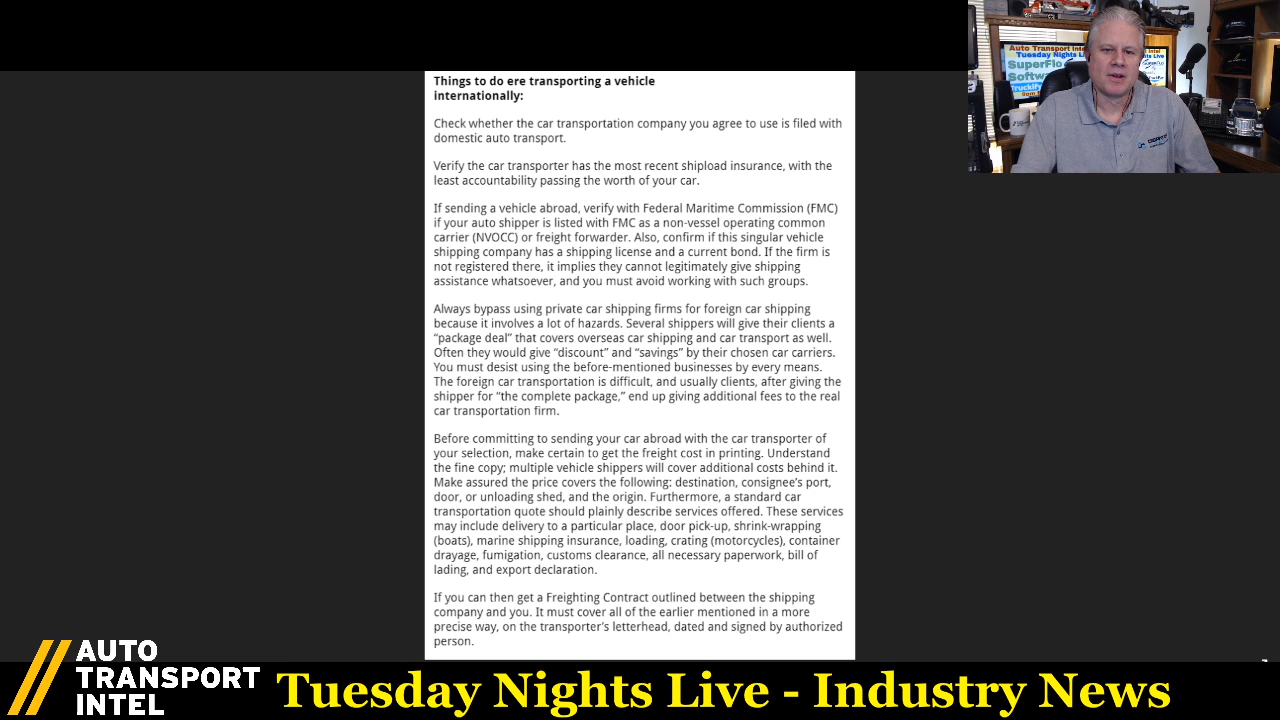 Things to do ere transporting a vehicle
internationally:
Check whether the car transportation company you agree to use is filed with
domestic auto transport.
Verify the car transporter has the most recent shipload insurance, with the
least accountability passing the worth of your car.
If sending a vehicle abroad, verify with Federal Maritime Commission (FMC)
if your auto shipper is listed with FMC as a non-vessel operating common
carrier (NVOCC) or freight forwarder. Also, confirm if this singular vehicle
shipping company has a shipping license and a current bond. If the firm is
not registered there, it implies they cannot legitimately give shipping
assistance whatsoever, and you must avoid working with such groups.
Always bypass using private car shipping firms for foreign car shipping
because it involves a lot of hazards. Several shippers will give their clients a
“package deal” that covers overseas car shipping and car transport as well.
Often they would give “discount” and “savings” by their chosen car carriers.
You must desist using the before-mentioned businesses by every means.
The foreign car transportation is difficult, and usually clients, after giving the
shipper for “the complete package,” end up giving additional fees to the real
car transportation firm.
Before committing to sending your car abroad with the car transporter of
your selection, make certain to get the freight cost in printing. Understand
the fine copy; multiple vehicle shippers will cover additional costs behind it.
Make assured the price covers the following: destination, consignee’s port,
door, or unloading shed, and the origin. Furthermore, a standard car
transportation quote should plainly describe services offered. These services
may include delivery to a particular place, door pick-up, shrink-wrapping
(boats), marine shipping insurance, loading, crating (motorcycles), container
drayage, fumigation, customs clearance, all necessary paperwork, bill of
lading, and export declaration.
If you can then get a Freighting Contract outlined between the shipping
company and you. It must cover all of the earlier mentioned in a more
precise way, on the transporter’s letterhead, dated and signed by authorized
person.
Auto Transport
Tuesday Nights
SuperFlo
Softw
Truckify
AUTO
TRANSPORT
INTEL
Tuesday Nights Live - Industry News